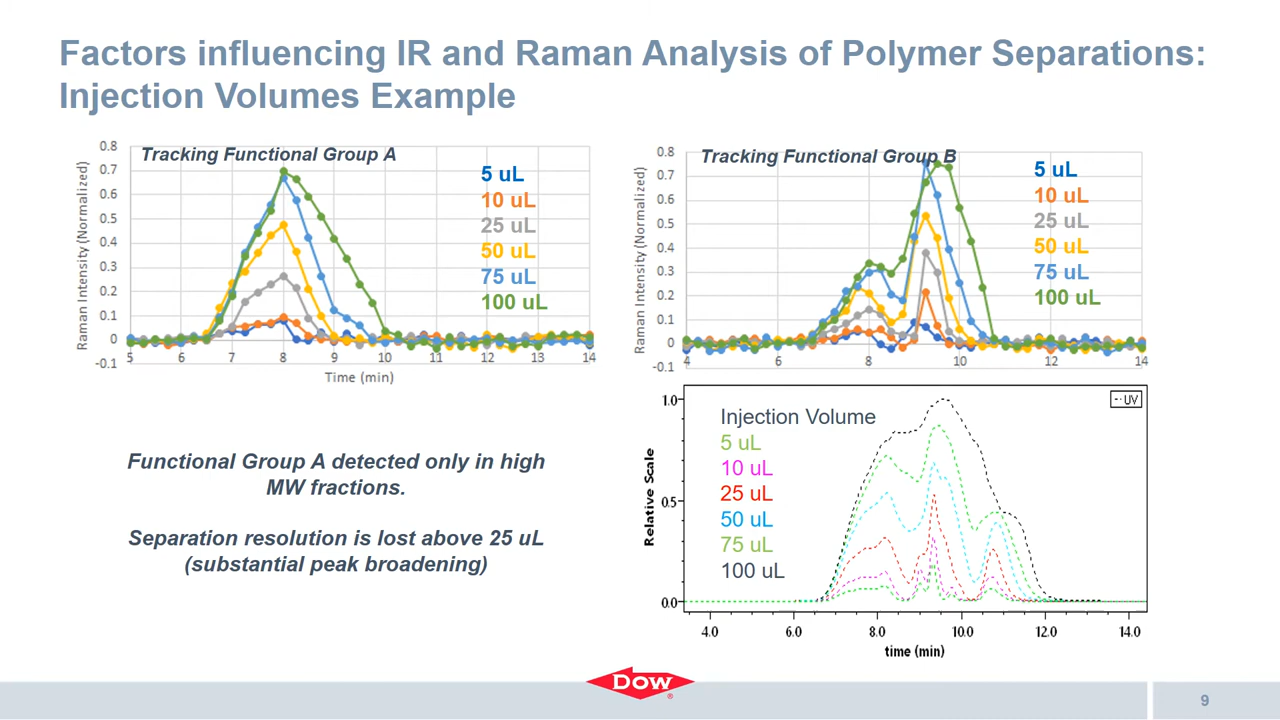 Factors influencing IR and Raman Analysis of Polymer Separations:
Injection Volumes Example
Tracking Functional Group A
Raman Intensity (Normalized)
0.8
0.7
0.6
0.5
0.4
0.3
0.2
0.1
0
-0.1
5 uL
10 uL
25 uL
50 uL
75 uL
100 uL
5 6 7 8 9 10 11 12 13 14
Time (min)
Tracking Functional Group B
Raman Intensity (Normalized)
0.8
0.7
0.6
0.5
0.4
0.3
0.2
0.1
0
-0.1
5 uL
10 uL
25 uL
50 uL
75 uL
100 uL
4 6 8 10 12 14
Functional Group A detected only in high
MW fractions.
Separation resolution is lost above 25 uL
(substantial peak broadening)
Relative Scale
1.0
0.5
0.0
UV
Injection Volume
5 uL
10 uL
25 uL
50 uL
75 uL
100 uL
4.0 6.0 8.0 10.0 12.0 14.0
time (min)
DOW
®
9